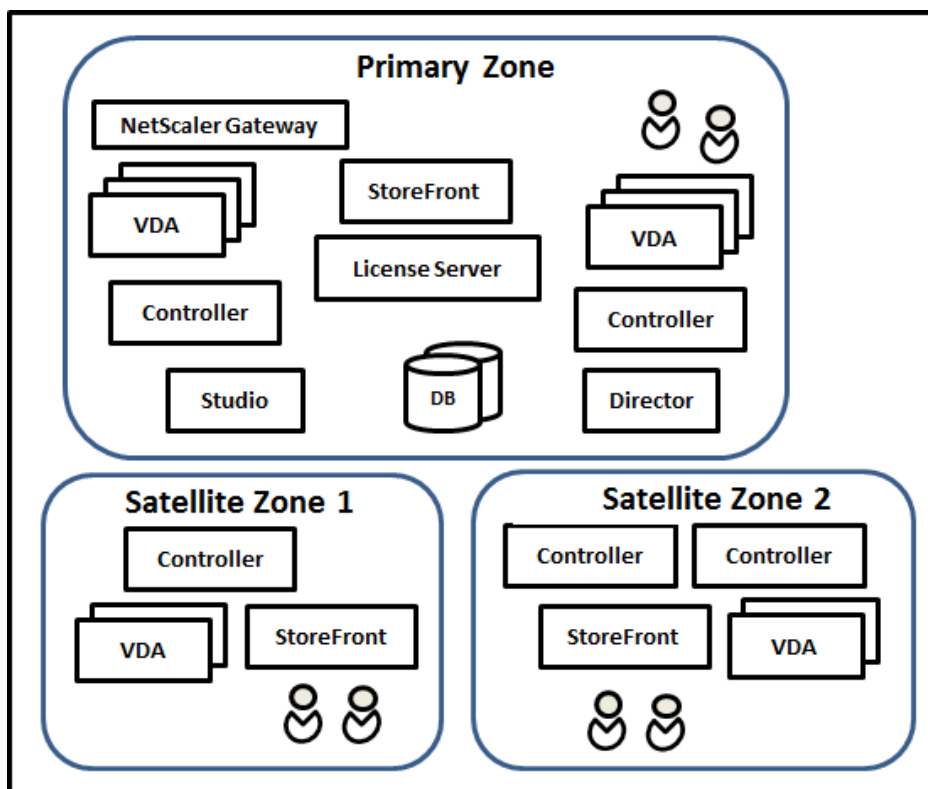 Primary Zone
NetScaler Gateway
StoreFront
VDA
VDA
License Server
Controller
Controller
Studio
DB
Director
Satellite Zone 1
Controller
VDA
StoreFront
Satellite Zone 2
Controller
Controller
StoreFront
VDA